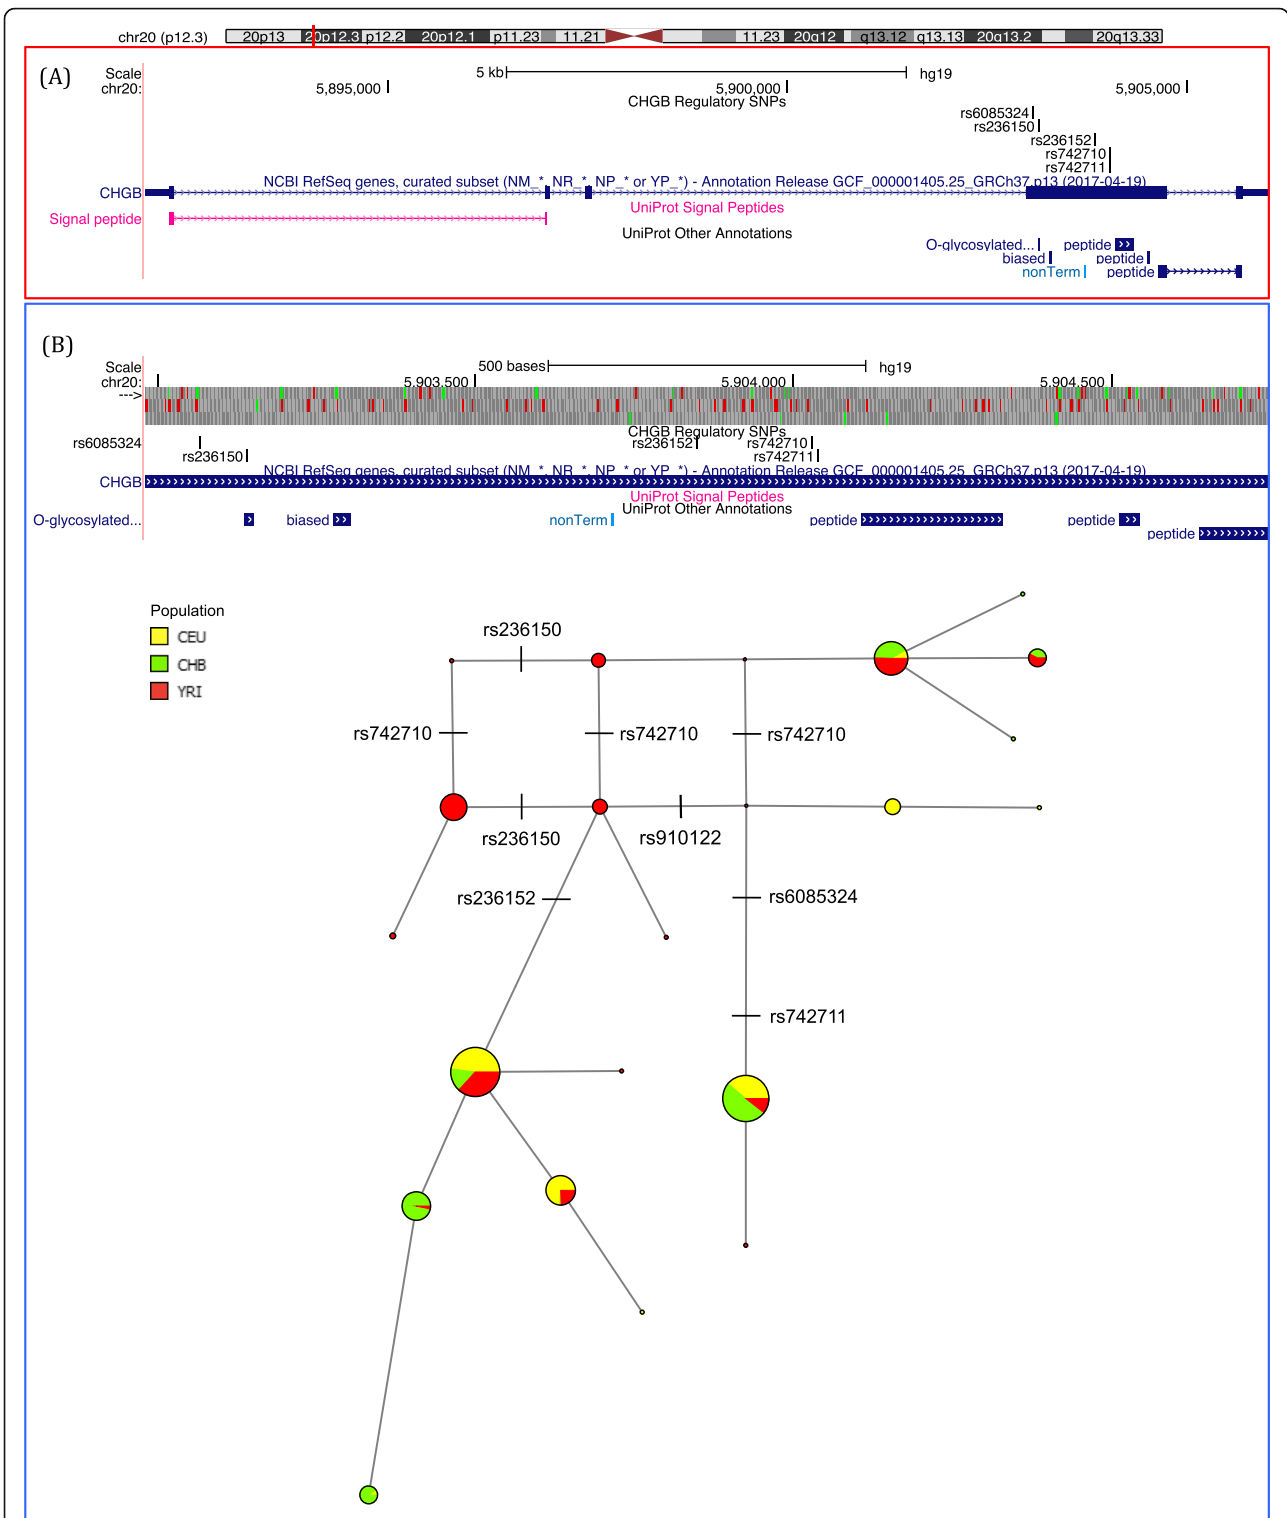 chr20 (p12.3) 20p13 20p12.3 p12.2 20p12.1 p11.23 11.21 11.23 20q12 q13.12 q13.13 20q13.2 20q13.33
(A)
Scale 5 kb hg19
chr20: 5,895,000 5,900,000 5,905,000
CHGB Regulatory SNPs
rs6085324
rs236150
rs236152
rs742710
rs742711
NCBI RefSeq genes, curated subset (NM_*, NR_*, NP_* or YP_*) - Annotation Release GCF_000001405.25_GRCh37.p13 (2017-04-19)
CHGB
UniProt Signal Peptides
Signal peptide
UniProt Other Annotations
O-glycosylated... peptide
biased peptide
nonTerm peptide
(B)
Scale 500 bases hg19
chr20: 5,903,500 5,904,000 5,904,500
--->
CHGB Regulatory SNPs
rs6085324 rs236152 rs742710
rs236150 rs742711
NCBI RefSeq genes, curated subset (NM_*, NR_*, NP_* or YP_*) - Annotation Release GCF_000001405.25_GRCh37.p13 (2017-04-19)
CHGB
UniProt Signal Peptides
UniProt Other Annotations
O-glycosylated... biased nonTerm peptide peptide
peptide
Population
CEU
CHB
YRI
rs236150
rs742710 rs742710 rs742710
rs236150 rs910122
rs236152 rs6085324
rs742711